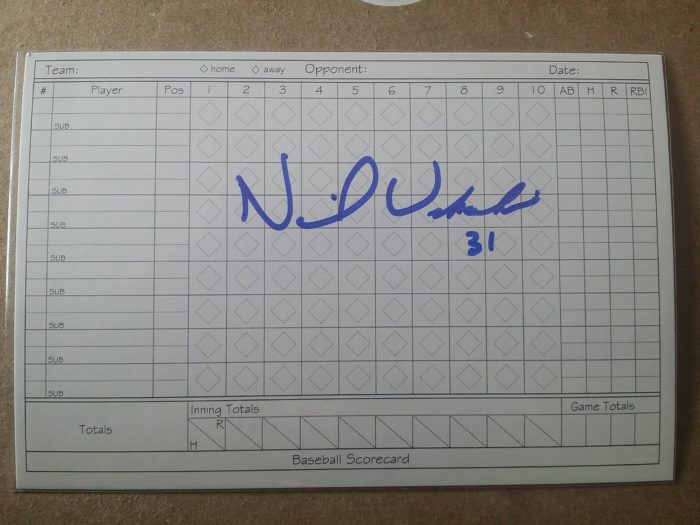 Team: home away Opponent: Date:
# Player Pos 1 2 3 4 5 6 7 8 9 10 AB H R RBI
SUB
SUB
SUB
SUB
SUB
SUB
SUB
SUB
SUB
31
Totals Inning Totals Game Totals
R
H
Baseball Scorecard